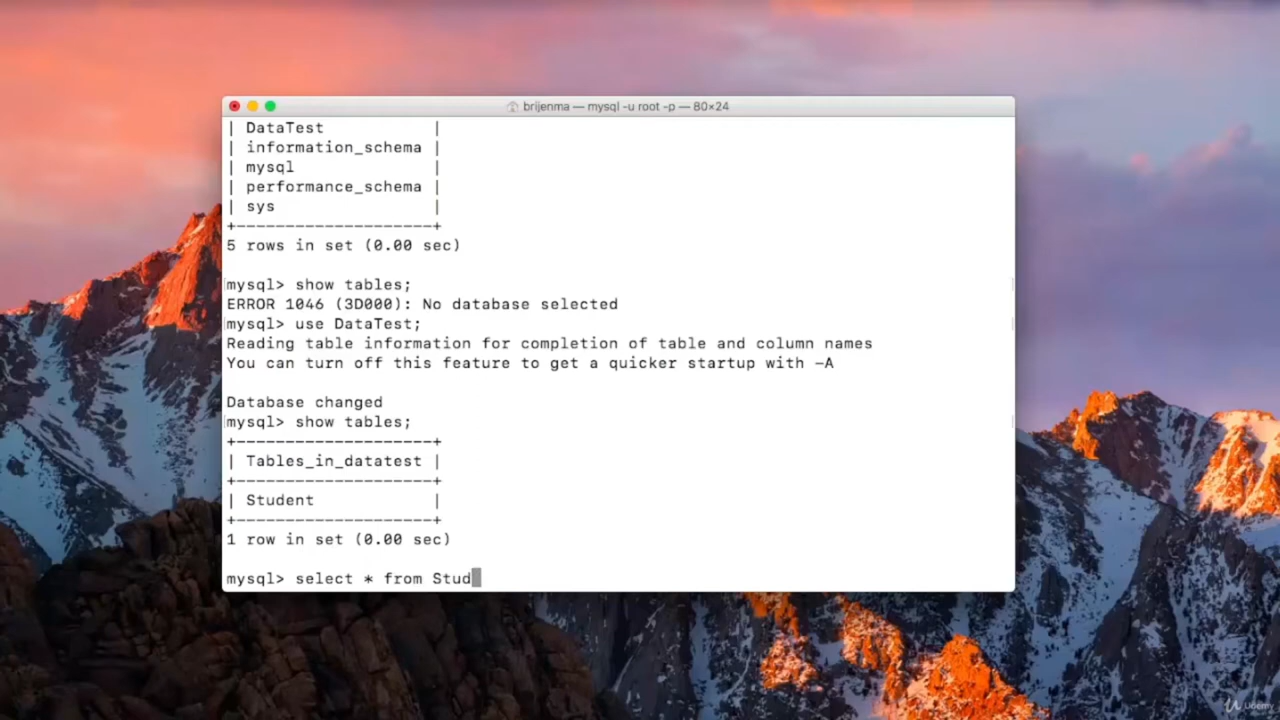 brijenma — mysql -u root -p — 80×24
| DataTest           |
| information_schema |
| mysql              |
| performance_schema |
| sys                |
+--------------------+
5 rows in set (0.00 sec)
mysql> show tables;
ERROR 1046 (3D000): No database selected
mysql> use DataTest;
Reading table information for completion of table and column names
You can turn off this feature to get a quicker startup with -A
Database changed
mysql> show tables;
+--------------------+
| Tables_in_datatest |
+--------------------+
| Student            |
+--------------------+
1 row in set (0.00 sec)
mysql> select * from Stud
Udemy